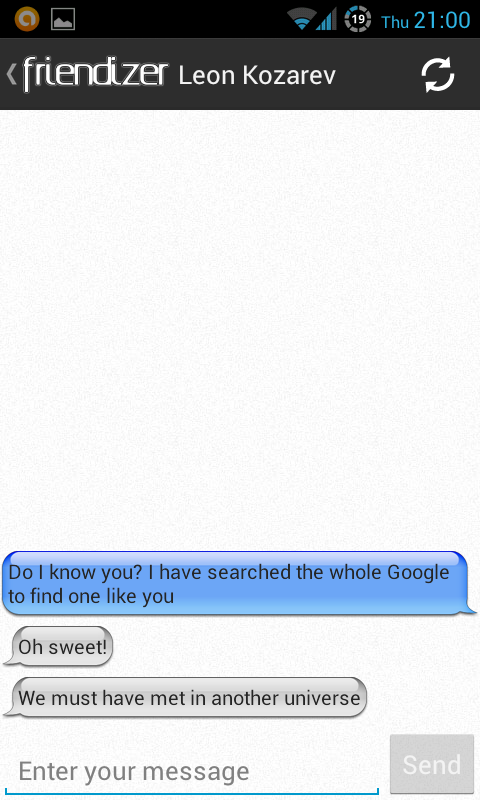 19 Thu 21:00
friendizer Leon Kozarev
Do I know you? I have searched the whole Google
to find one like you
Oh sweet!
We must have met in another universe
Enter your message
Send